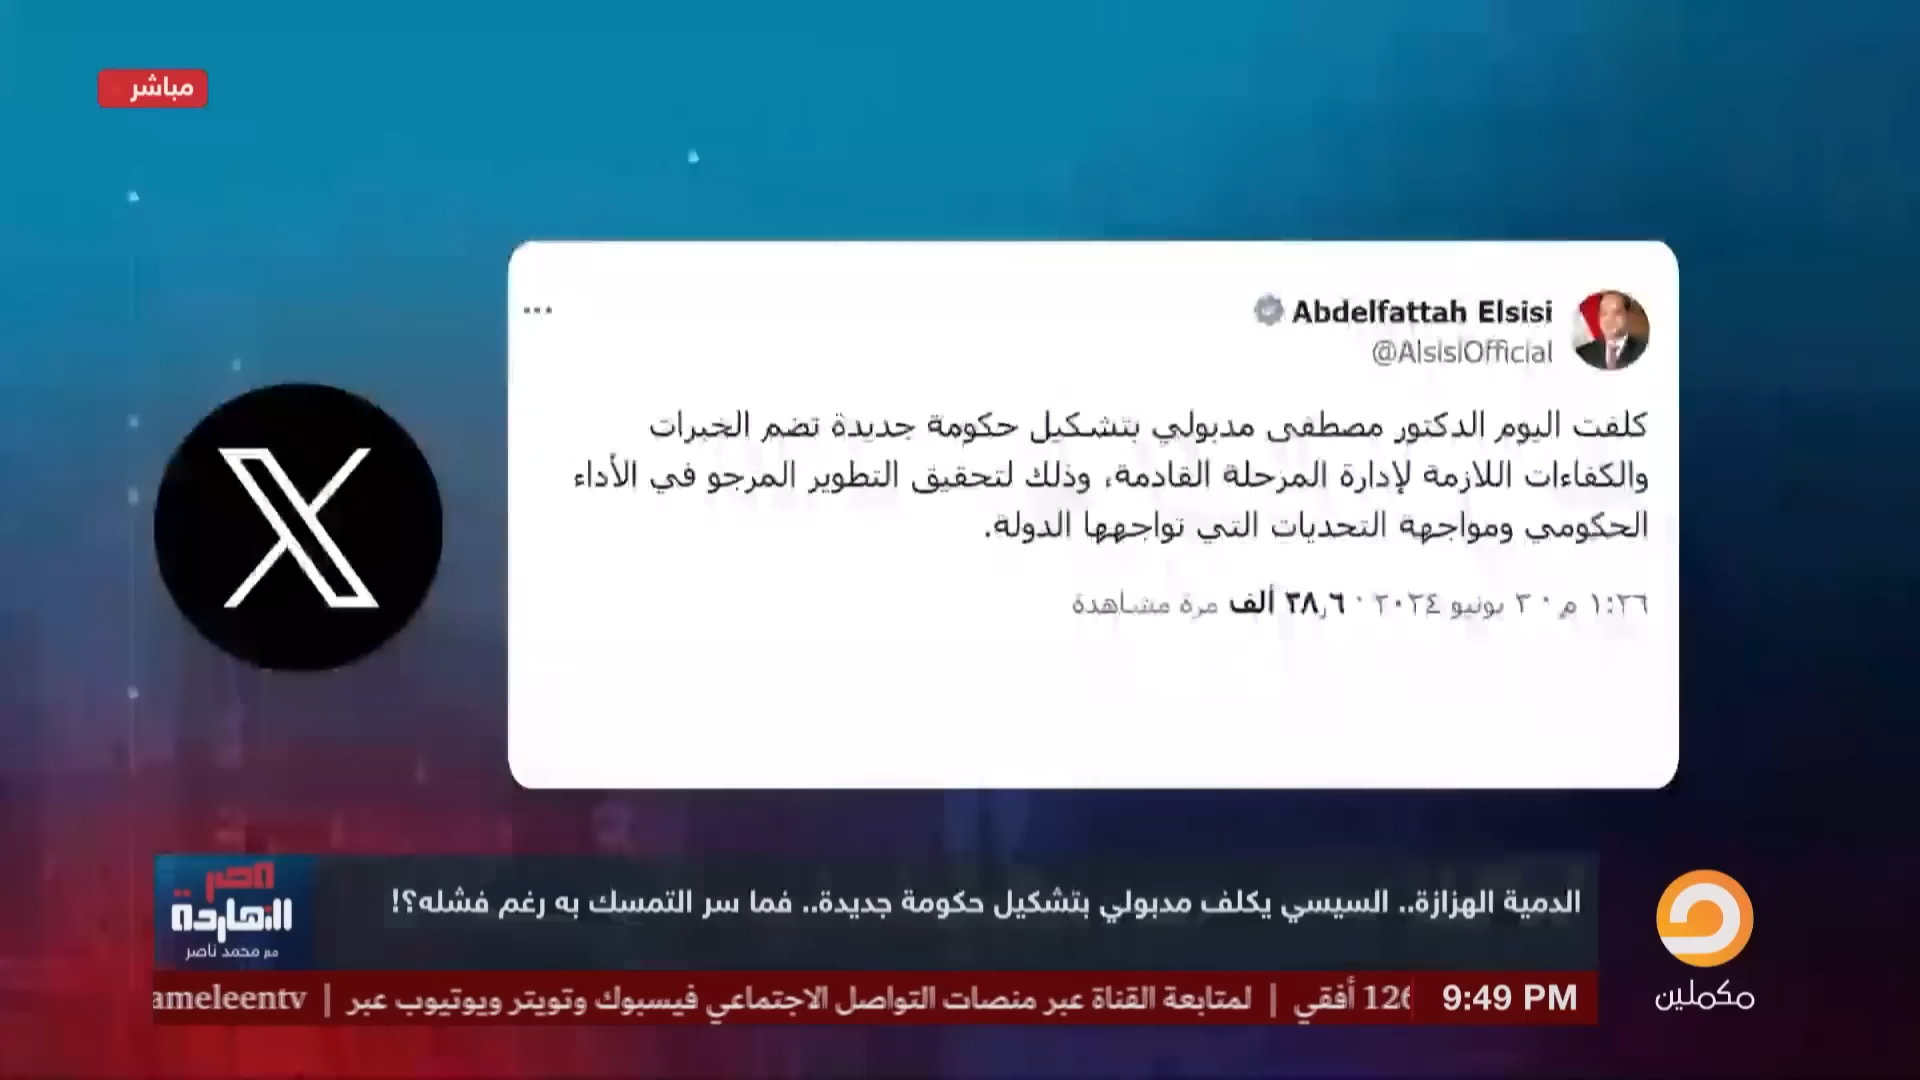 مباشر
Abdelfattah Elsisi
@AlsisiOfficial
كلفت اليوم الدكتور مصطفى مدبولي بتشكيل حكومة جديدة تضم الخبرات
والكفاءات اللازمة لإدارة المرحلة القادمة، وذلك لتحقيق التطوير المرجو في الأداء
الحكومي ومواجهة التحديات التي تواجهها الدولة.
١:٢٦ م · ٣ يونيو ٢٠٢٤ · ٣٨٫٦ ألف مرة مشاهدة
مصر النهاردة
مع محمد ناصر
الدمية الهزازة.. السيسي يكلف مدبولي بتشكيل حكومة جديدة.. فما سر التمسك به رغم فشله؟!
9:49 PM
126 أفقي | لمتابعة القناة عبر منصات التواصل الاجتماعي فيسبوك وتويتر ويوتيوب عبر | ameleentv
مكملين